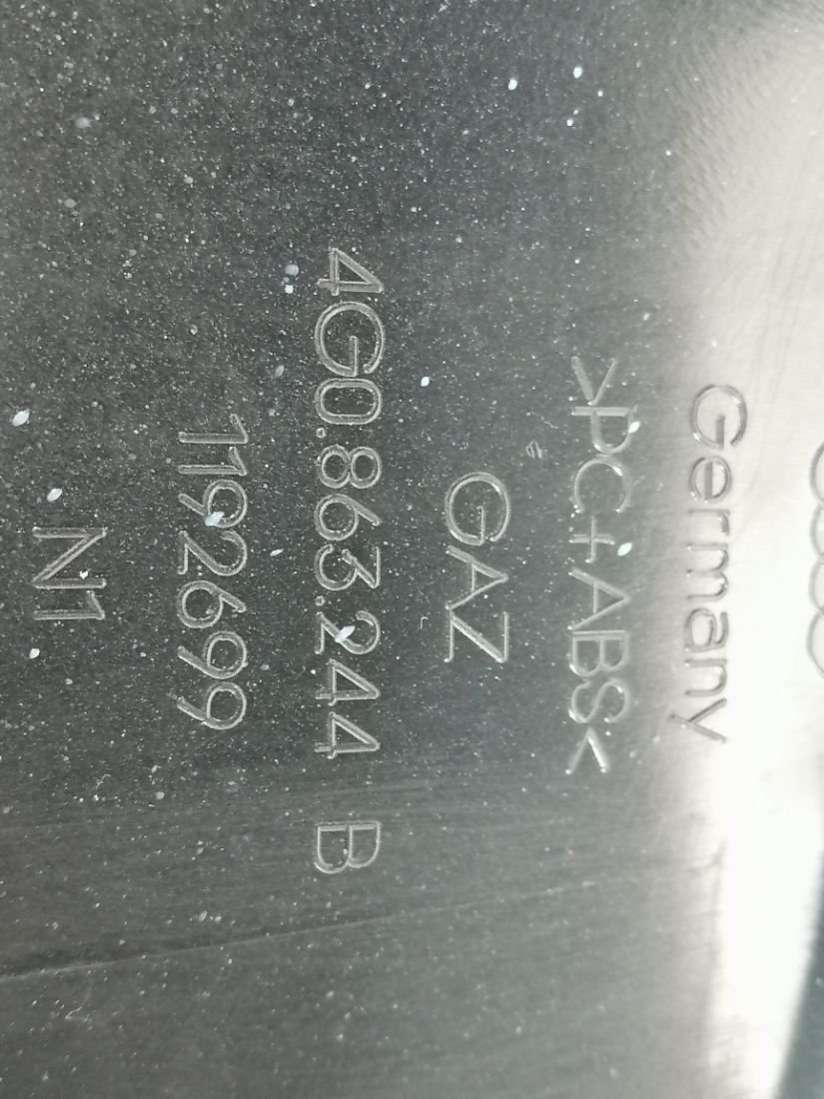 Germany
>PC+ABS<
GAZ
4G0.863.244 B
1192699
N1